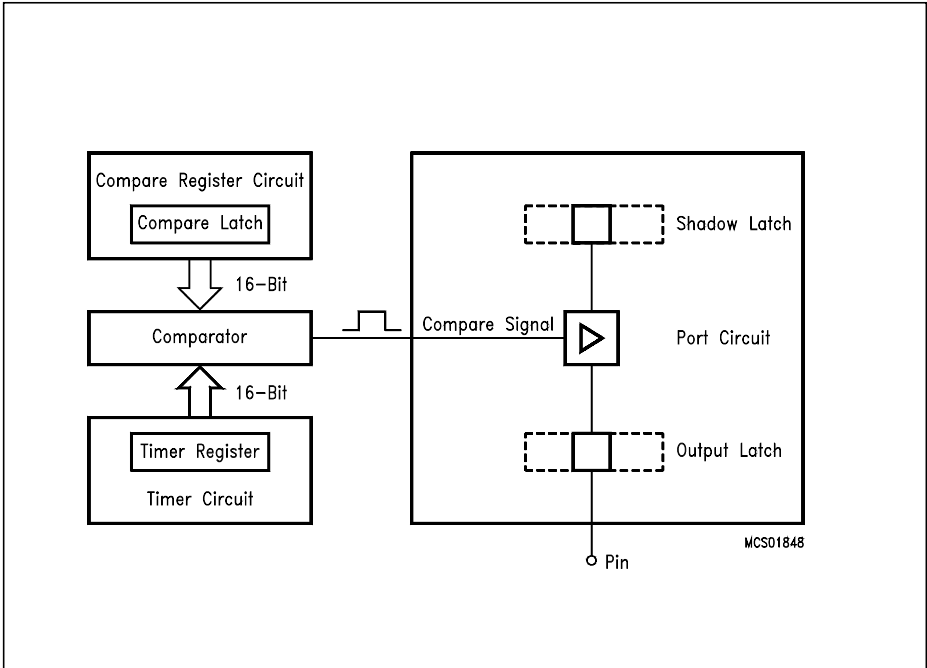 Compare Register Circuit
Compare Latch
16-Bit
Comparator
16-Bit
Timer Register
Timer Circuit
Compare Signal
Shadow Latch
Port Circuit
Output Latch
MCS01848
Pin